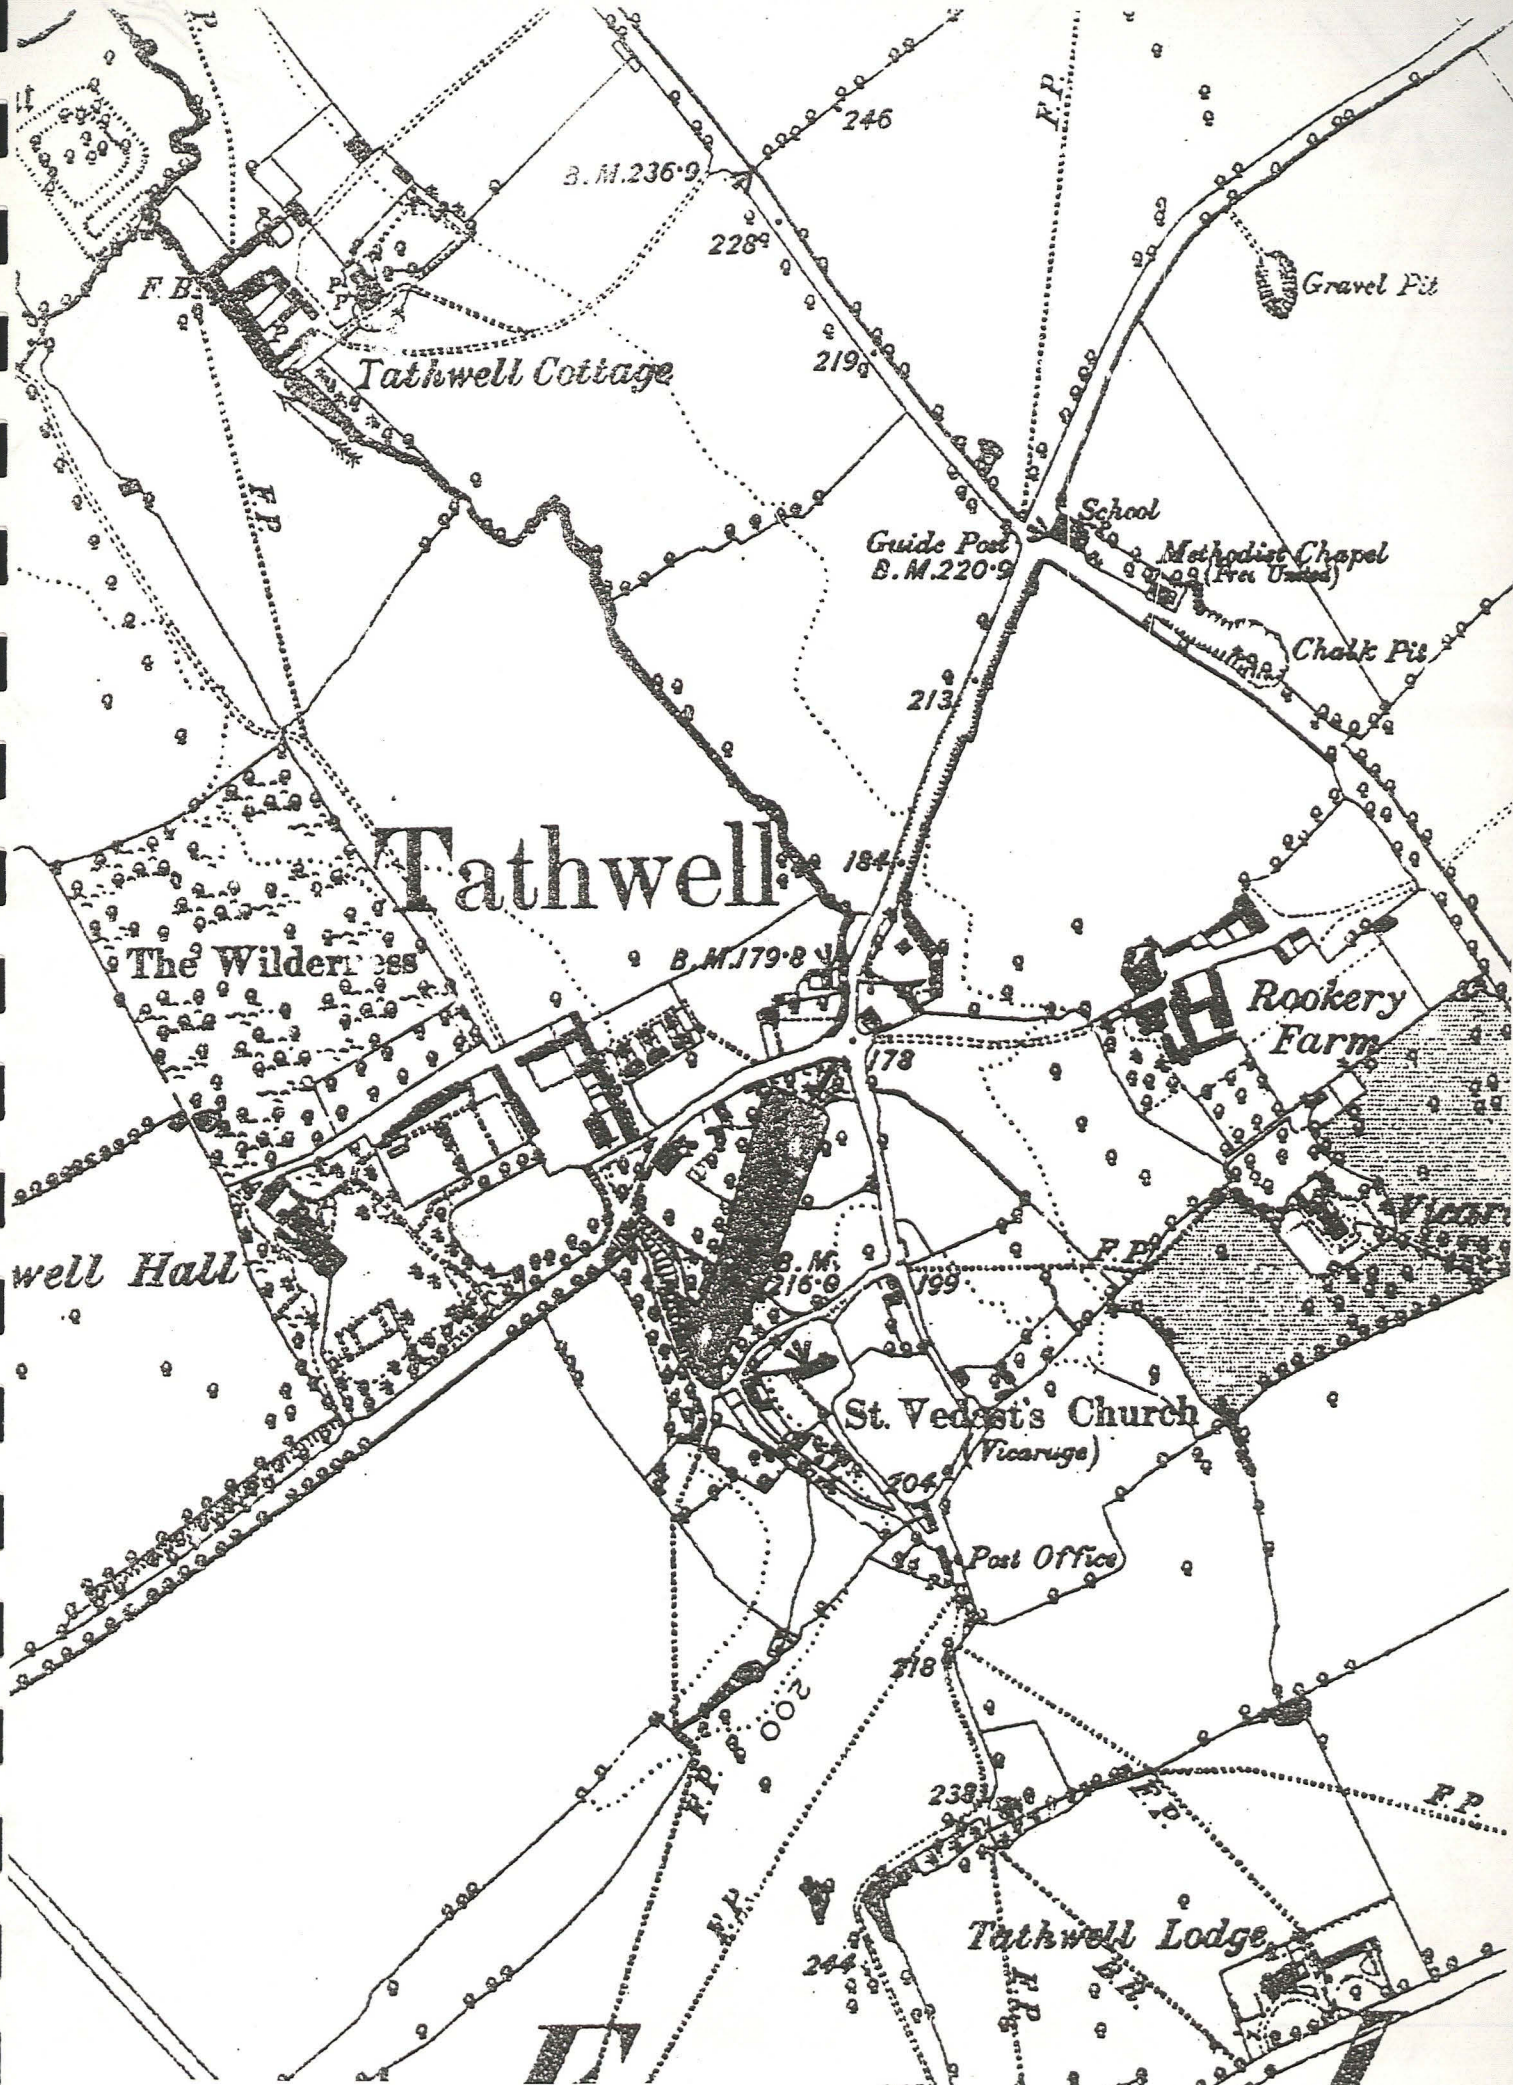 P.
F.P.
246
B.M.236·9
228
Gravel Pit
F.B.
P.
P.
219
Tathwell Cottage
F.P.
School
Guide Post
B.M.220·9
Methodist Chapel
(Free United)
Chalk Pit
213
184
Tathwell
The Wilderness
B.M.179·8
Rookery
Farm
178
F.P.
well Hall
B.M.
216·0
199
St. Vedast's Church
(Vicarage)
204
Post Office
218
200
F.P.
238
F.P.
F.P.
F.P.
Tathwell Lodge
244
B.R.
F.P.
E